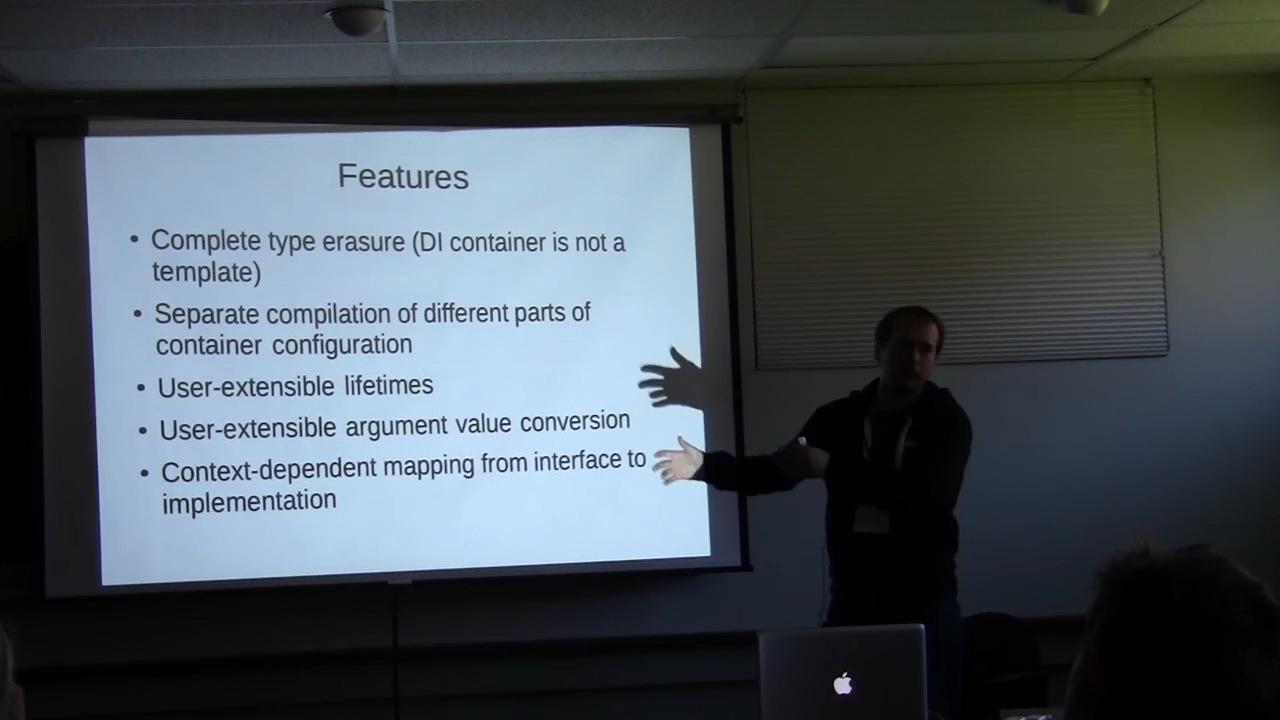 Features
• Complete type erasure (DI container is not a
template)
• Separate compilation of different parts of
container configuration
• User-extensible lifetimes
• User-extensible argument value conversion
• Context-dependent mapping from interface to
implementation